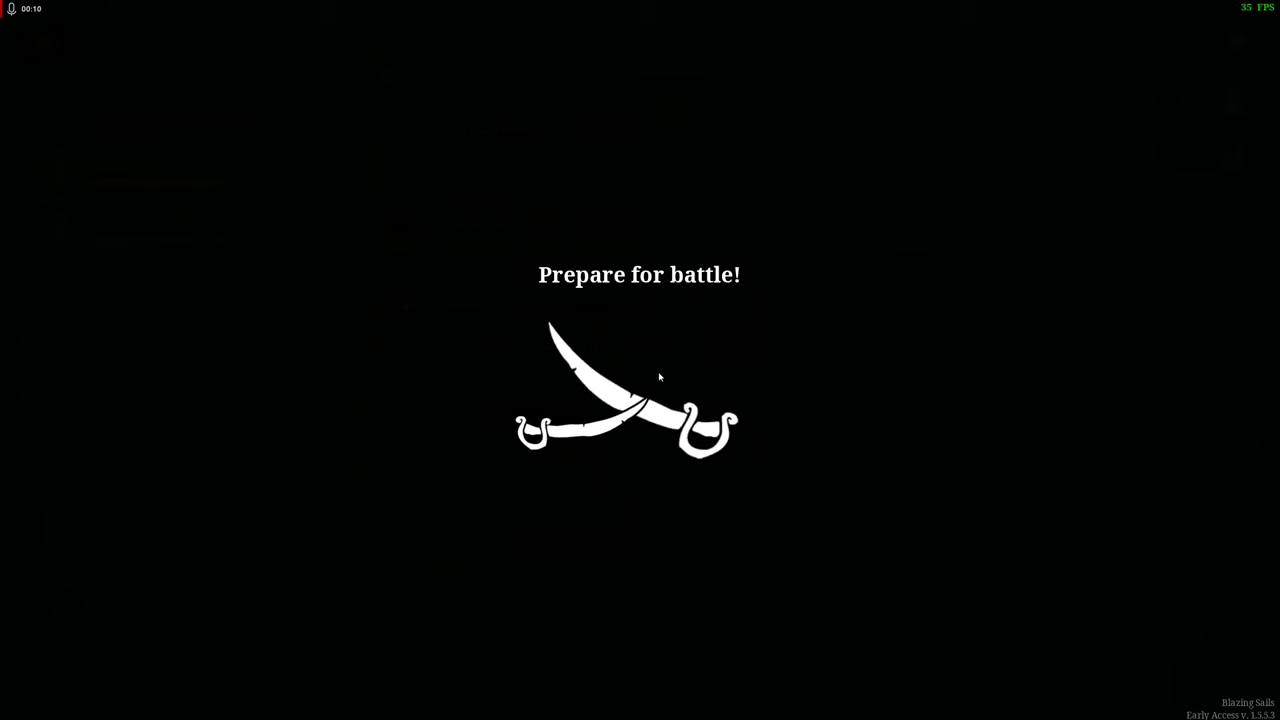 00:10
35 FPS
Prepare for battle!
Blazing Sails
Early Access v. 1.5.5.3